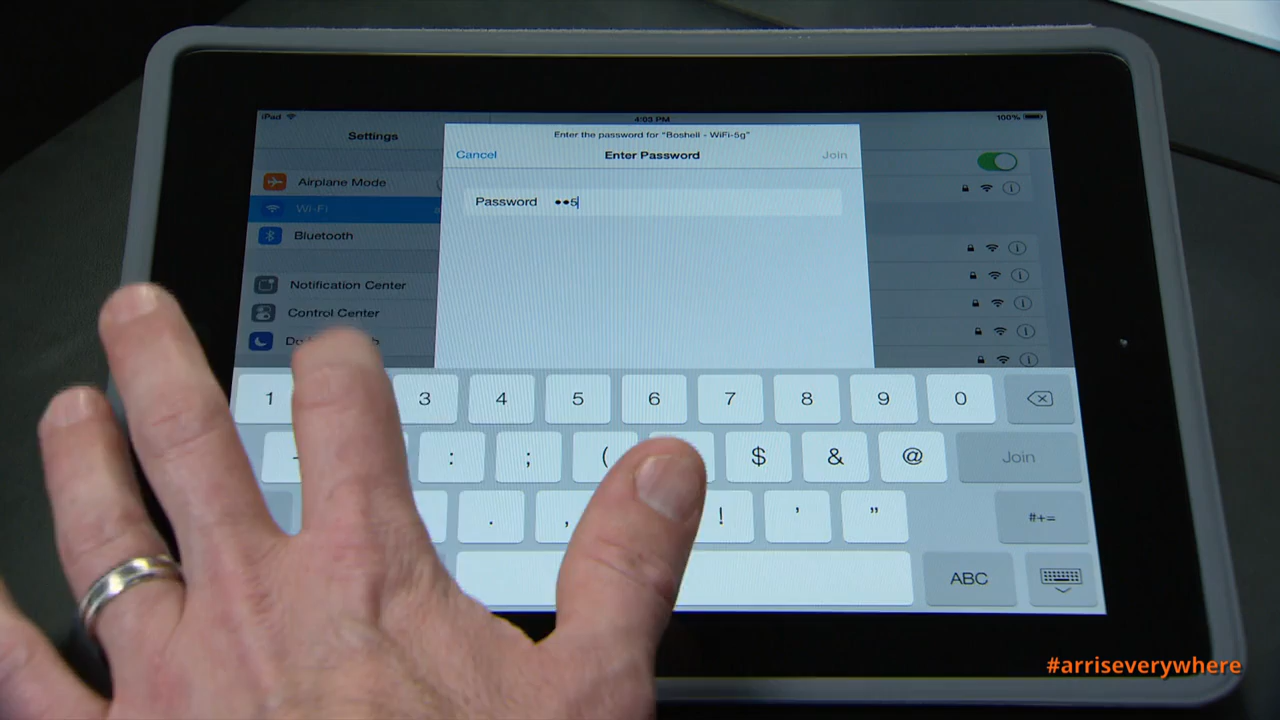 iPad 4:03 PM 100%
Enter the password for “Boshell - WiFi-5g”
Settings
Cancel Enter Password Join
Airplane Mode
Password ••5
Wi-Fi
Bluetooth
Notification Center
Control Center
1 3 4 5 6 7 8 9 0
: ; ( $ & @ Join
. , ! ’ ” #+=
ABC
#arriseverywhere